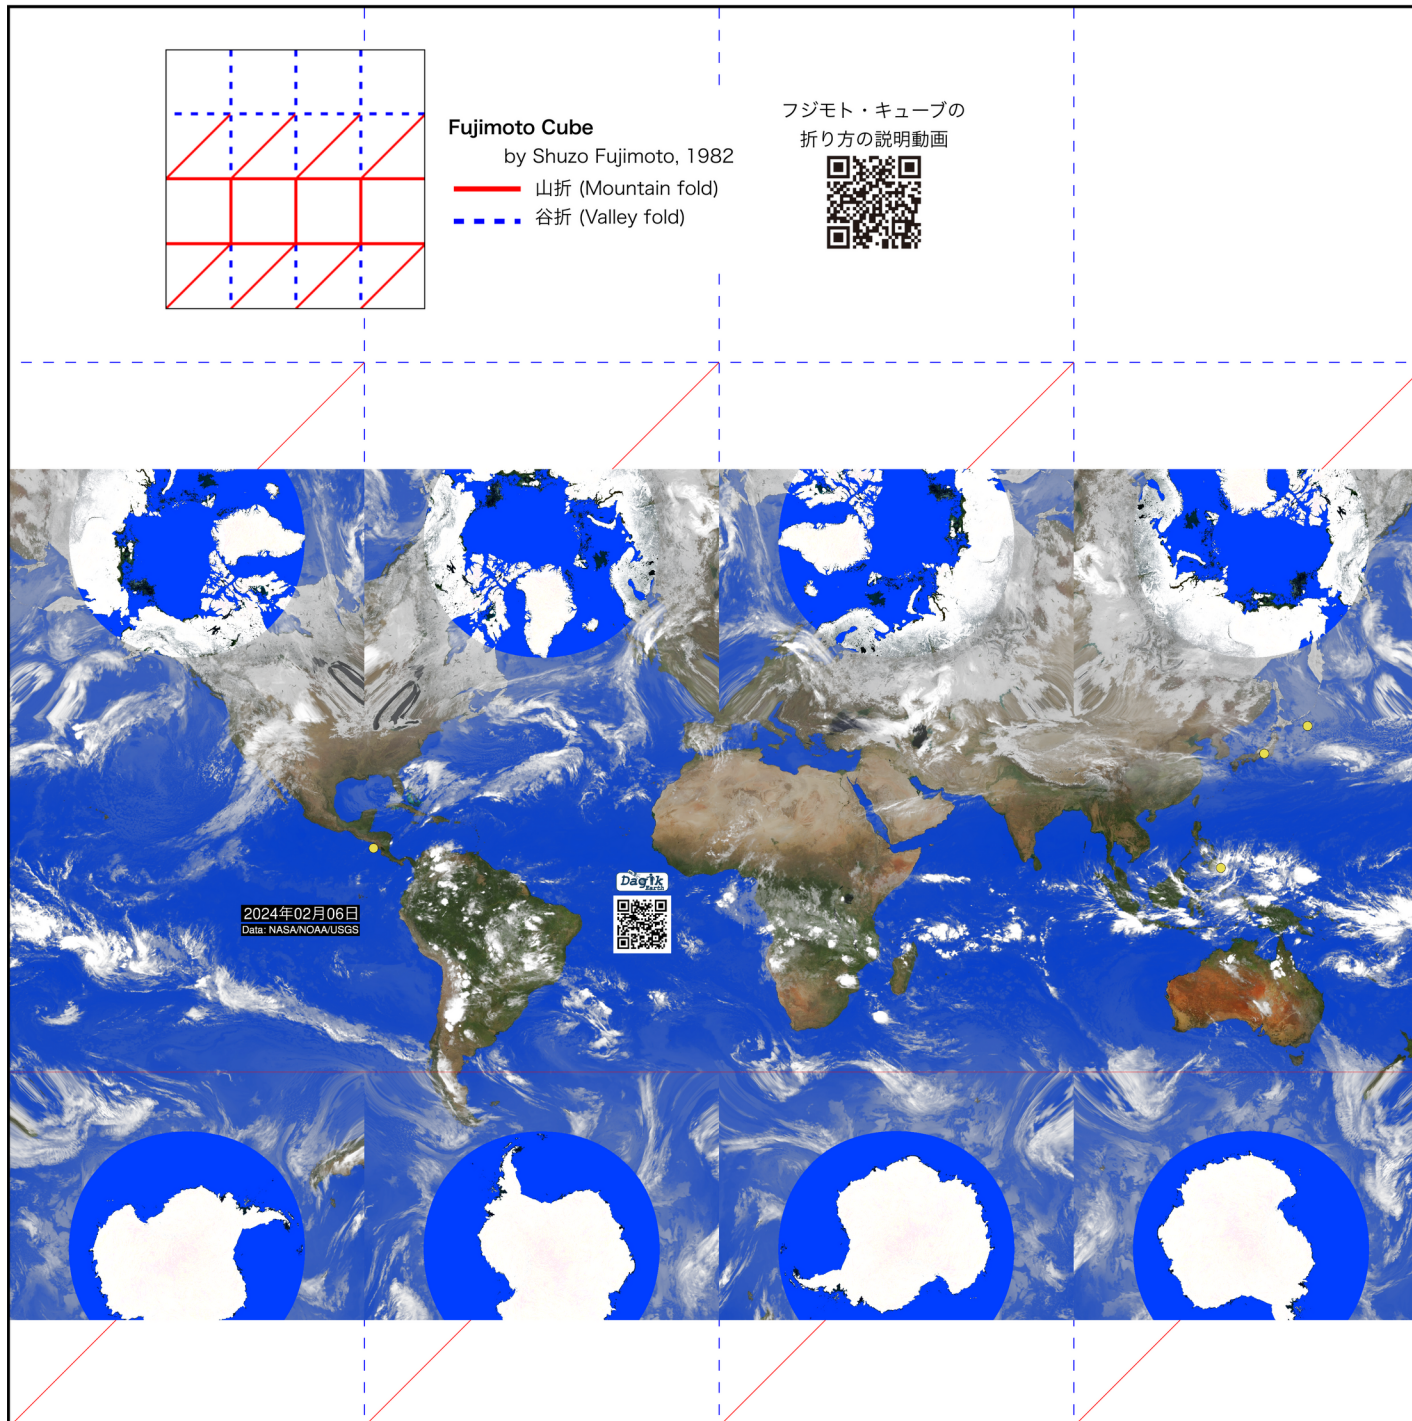 Fujimoto Cube
by Shuzo Fujimoto, 1982
山折 (Mountain fold)
谷折 (Valley fold)
フジモト・キューブの
折り方の説明動画
Dagik
Earth
2024年02月06日
Data: NASA/NOAA/USGS